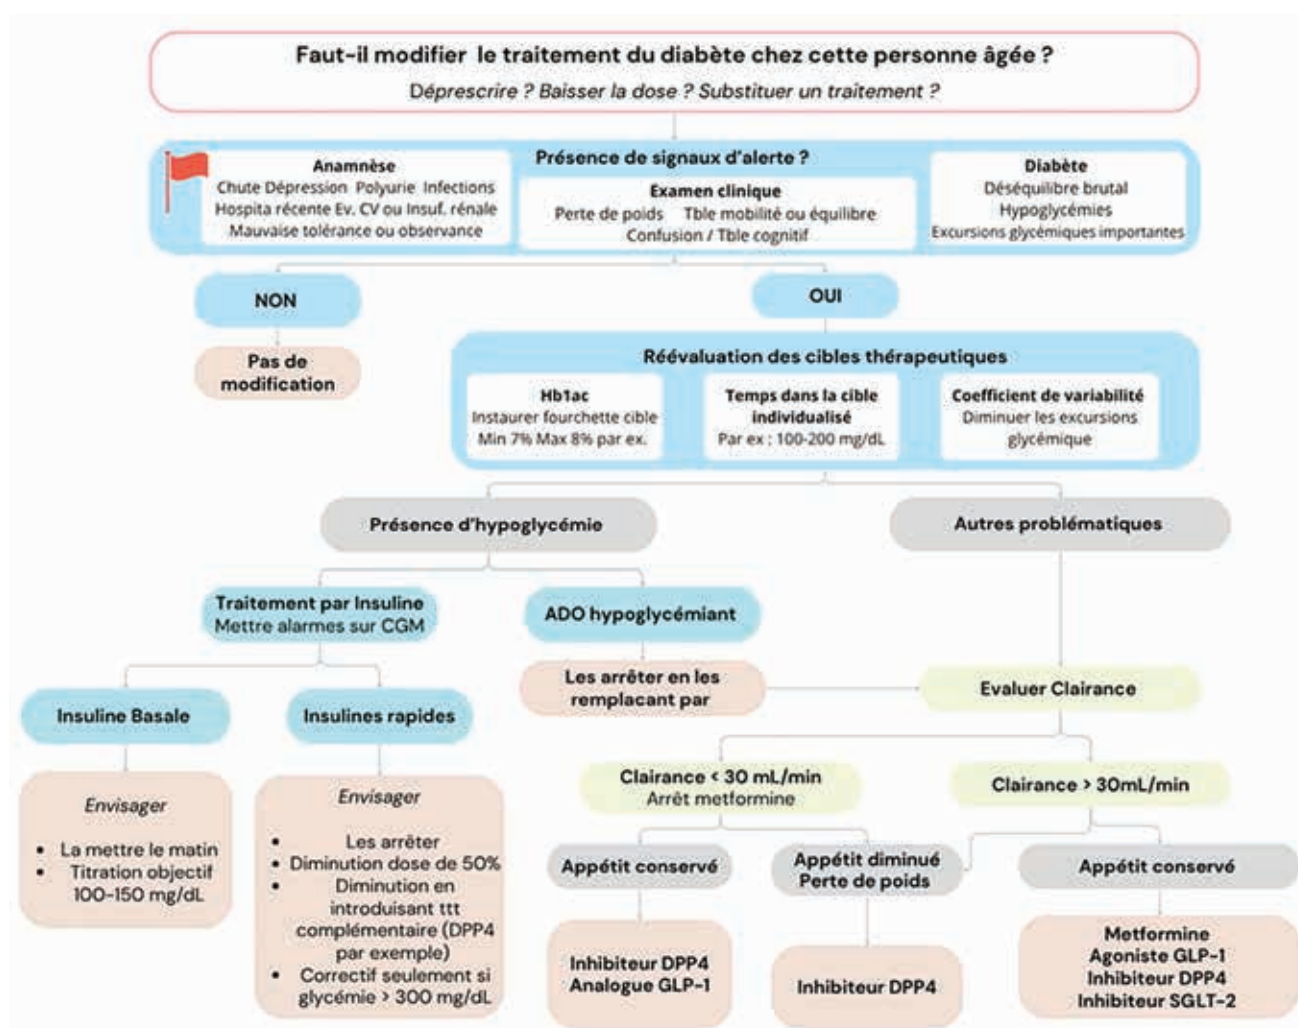 Faut-il modifier le traitement du diabète chez cette personne âgée ?
Déprescrire ? Baisser la dose ? Substituer un traitement ?
Présence de signaux d'alerte ?
Anamnèse
Chute Dépression Polyurie Infections
Hospita récente Ev. CV ou Insuf. rénale
Mauvaise tolérance ou observance
Examen clinique
Perte de poids Tble mobilité ou équilibre
Confusion / Tble cognitif
Diabète
Déséquilibre brutal
Hypoglycémies
Excursions glycémiques importantes
NON
OUI
Pas de
modification
Réévaluation des cibles thérapeutiques
Hb1ac
Instaurer fourchette cible
Min 7% Max 8% par ex.
Temps dans la cible
individualisé
Par ex : 100-200 mg/dL
Coefficient de variabilité
Diminuer les excursions
glycémique
Présence d'hypoglycémie
Autres problématiques
Traitement par Insuline
Mettre alarmes sur CGM
ADO hypoglycémiant
Les arrêter en les
remplacant par
Evaluer Clairance
Insuline Basale
Insulines rapides
Envisager
• La mettre le matin
• Titration objectif
100-150 mg/dL
Envisager
• Les arrêter
• Diminution dose de 50%
• Diminution en
introduisant ttt
complémentaire (DPP4
par exemple)
• Correctif seulement si
glycémie > 300 mg/dL
Clairance < 30 mL/min
Arrêt metformine
Clairance > 30mL/min
Appétit conservé
Appétit diminué
Perte de poids
Appétit conservé
Inhibiteur DPP4
Analogue GLP-1
Inhibiteur DPP4
Metformine
Agoniste GLP-1
Inhibiteur DPP4
Inhibiteur SGLT-2